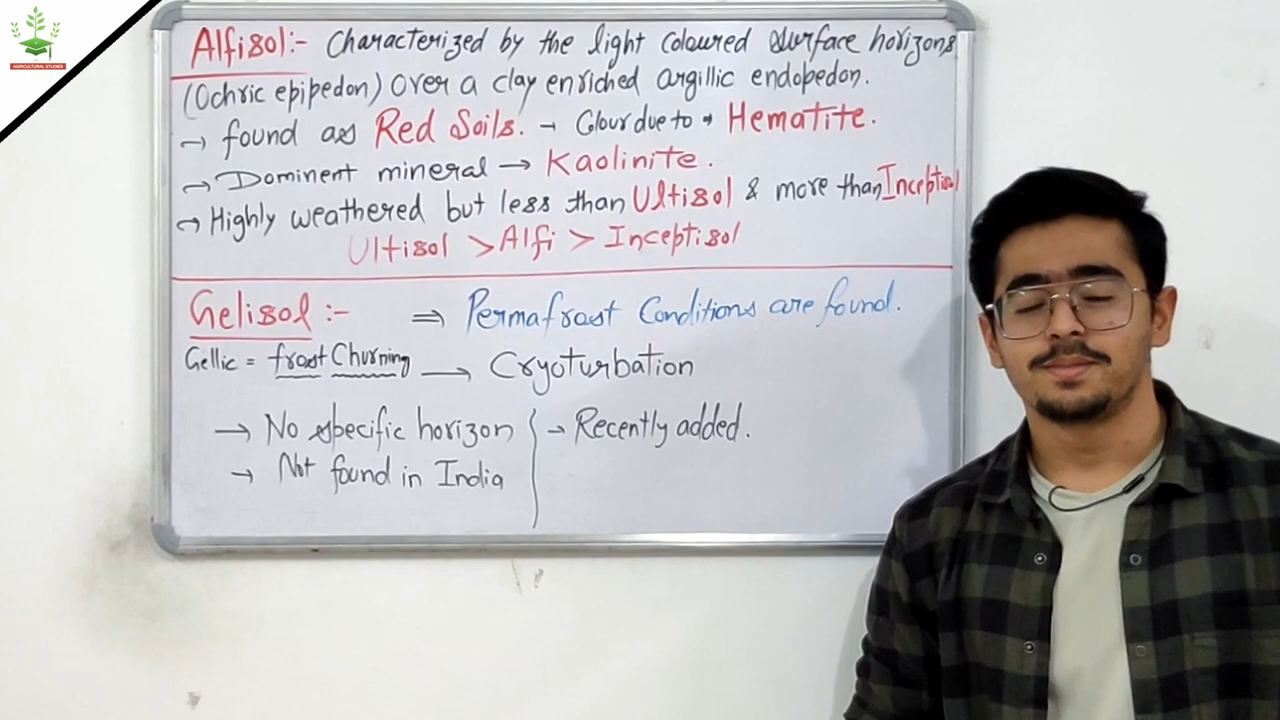 AGRICULTURAL STUDIES
Alfisol:- Characterized by the light coloured surface horizons
(Ochric epipedon) over a clay enriched argillic endopedon.
→ found as Red Soils. → Colour due to → Hematite.
→ Dominent mineral → Kaolinite.
→ Highly weathered but less than Ultisol & more than Inceptisol
Ultisol > Alfi > Inceptisol
Gelisol :- ⇒ Permafrost Conditions are found.
Gellic = frost Churning → Cryoturbation
→ No specific horizon → Recently added.
→ Not found in India